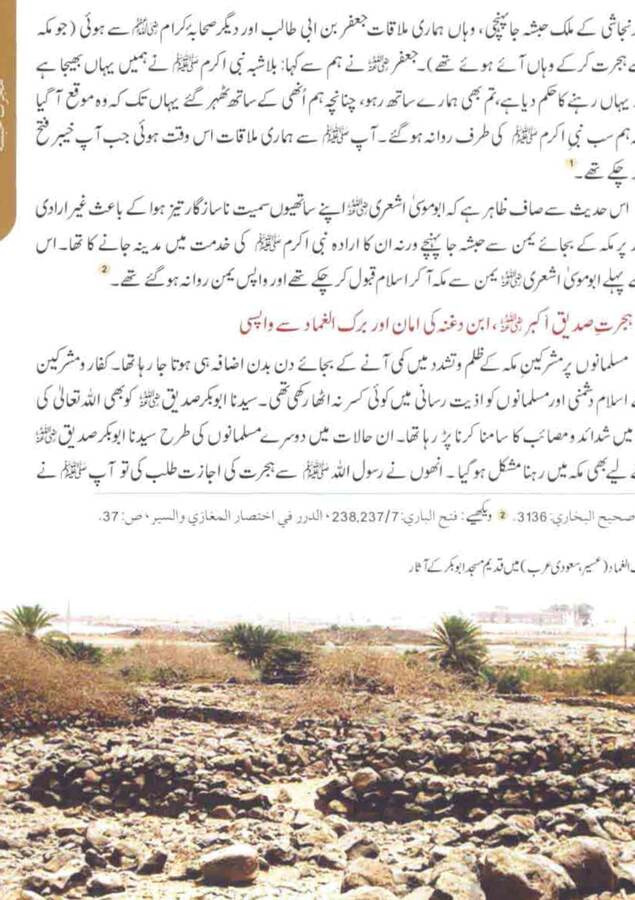 نجاشی کے ملک حبشہ جا پہنچی، وہاں ہماری ملاقات جعفر بن ابی طالب اور دیگر صحابۂ کرام رضی اللہ عنہم سے ہوئی (جو مکہ
ہجرت کر کے وہاں آئے ہوئے تھے)۔ جعفر رضی اللہ عنہ نے ہم سے کہا: بلاشبہ نبی اکرم ﷺ نے ہمیں یہاں بھیجا ہے
یہاں رہنے کا حکم دیا ہے، تم بھی ہمارے ساتھ رہو، چنانچہ ہم انھی کے ساتھ ٹھہر گئے یہاں تک کہ وہ موقع آ گیا
ہم سب نبی اکرم ﷺ کی طرف روانہ ہو گئے۔ آپ ﷺ سے ہماری ملاقات اس وقت ہوئی جب آپ خیبر فتح
چکے تھے۔ 1
اس حدیث سے صاف ظاہر ہے کہ ابوموسیٰ اشعری رضی اللہ عنہ اپنے ساتھیوں سمیت ناسازگار تیز ہوا کے باعث غیر ارادی
پر مکہ کے بجائے یمن سے حبشہ جا پہنچے ورنہ ان کا ارادہ نبی اکرم ﷺ کی خدمت میں مدینہ جانے کا تھا۔ اس
پہلے ابوموسیٰ اشعری رضی اللہ عنہ یمن سے مکہ آ کر اسلام قبول کر چکے تھے اور واپس یمن روانہ ہو گئے تھے۔ 2
ہجرتِ صدیق اکبر رضی اللہ عنہ، ابن دغنہ کی امان اور برک الغماد سے واپسی
مسلمانوں پر مشرکینِ مکہ کے ظلم و تشدد میں کمی آنے کے بجائے دن بدن اضافہ ہی ہوتا جا رہا تھا۔ کفار و مشرکین
اسلام دشمنی اور مسلمانوں کو اذیت رسانی میں کوئی کسر نہ اٹھا رکھی تھی۔ سیدنا ابوبکر صدیق رضی اللہ عنہ کو بھی اللہ تعالیٰ کی
میں شدائد و مصائب کا سامنا کرنا پڑ رہا تھا۔ ان حالات میں دوسرے مسلمانوں کی طرح سیدنا ابوبکر صدیق رضی اللہ عنہ
لیے بھی مکہ میں رہنا مشکل ہو گیا۔ انھوں نے رسول اللہ ﷺ سے ہجرت کی اجازت طلب کی تو آپ ﷺ نے
صحيح البخاري: 3136. 2 دیکھیے: فتح الباري: 238,237/7، الدرر في اختصار المغازي والسير، ص: 37.
الغماد (عسیر، سعودی عرب) میں قدیم مسجد ابوبکر کے آثار